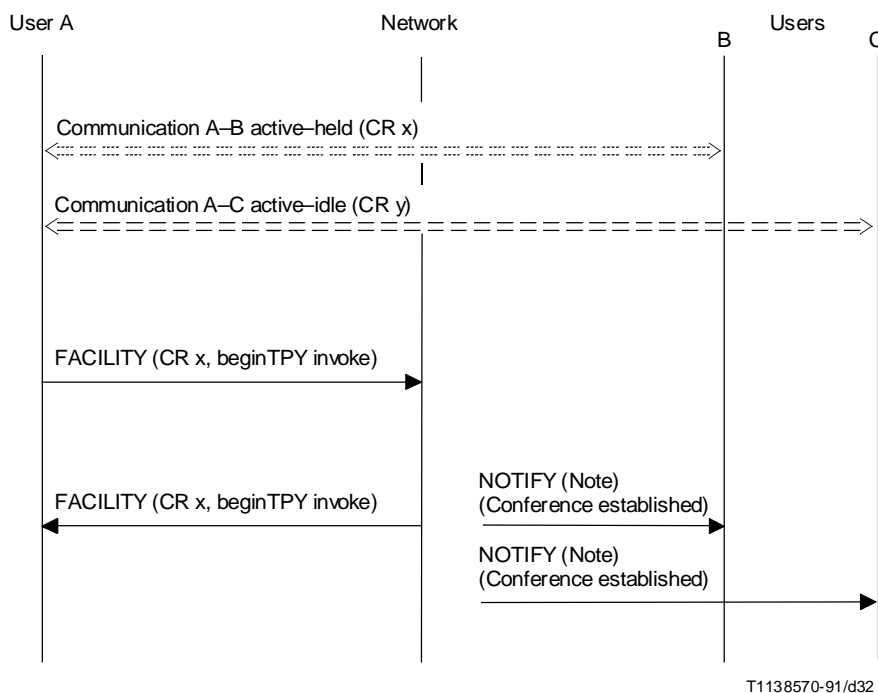 User A
Network
B
Users
C
Communication A–B active–held (CR x)
Communication A–C active–idle (CR y)
FACILITY (CR x, beginTPY invoke)
FACILITY (CR x, beginTPY invoke)
NOTIFY (Note)
(Conference established)
NOTIFY (Note)
(Conference established)
T1138570-91/d32